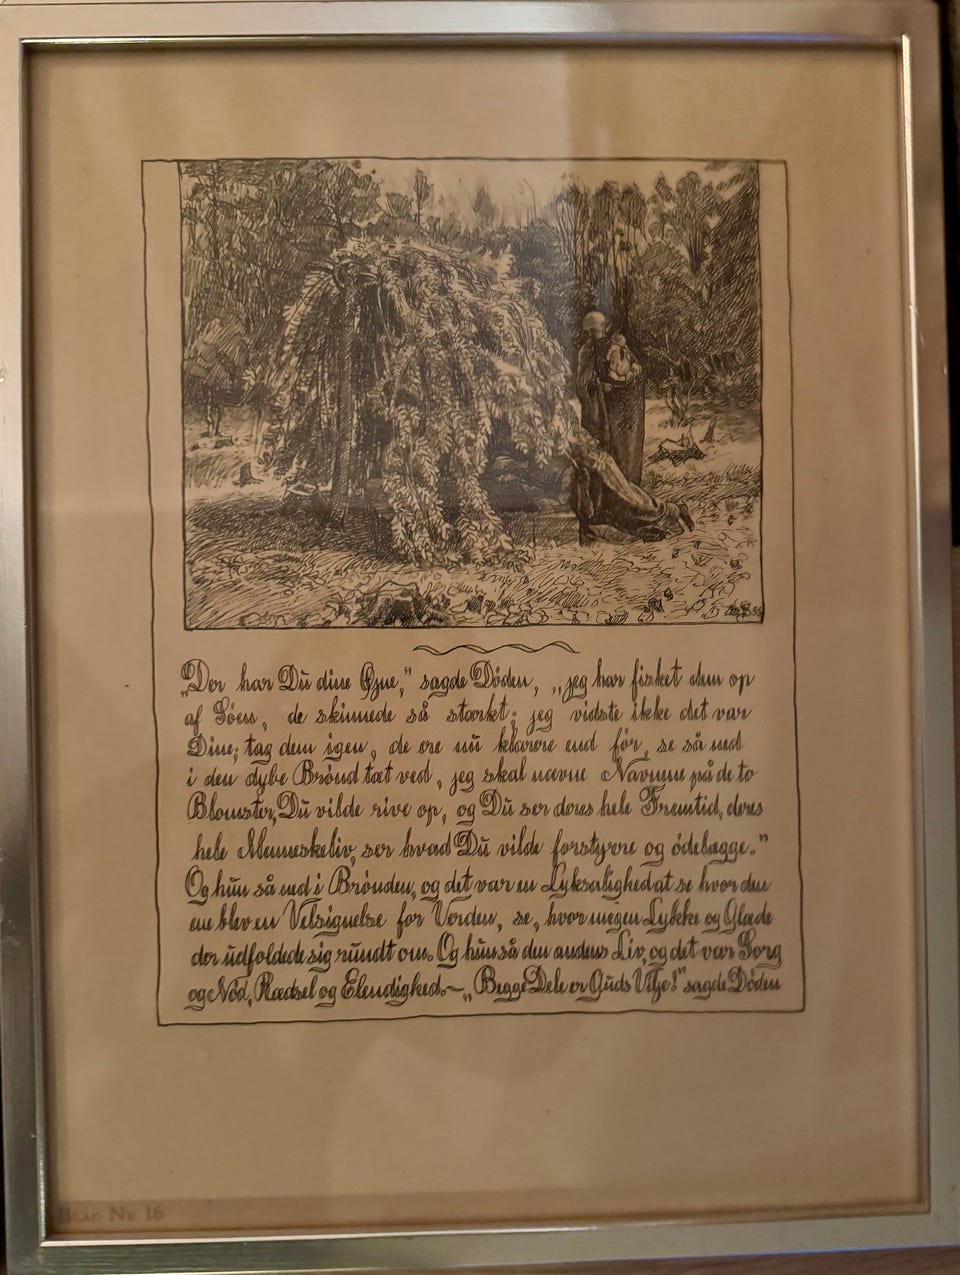 „Der har Du dine Øjne,” sagde Døden, „jeg har fisket dem op
af Søen, de skinnede så stærkt; jeg vidste ikke det var
Dine; tag dem igen, de ere nu klarere end før, se så ned
i den dybe Brønd tæt ved, jeg skal nævne Navnene på de to
Blomster, Du vilde rive op, og Du ser deres hele Fremtid, deres
hele Menneskeliv, ser hvad Du vilde forstyrre og ødelægge.”
Og hun så ned i Brønden, og det var en Lyksalighed at se hvor den
ene blev en Velsignelse for Verden, se, hvor megen Lykke og Glæde
der udfoldede sig rundt om. Og hun så den andens Liv, og det var Sorg
og Nød, Rædsel og Elendighed.— „Begge Dele er Guds Vilje!” sagde Døden
Blad No 16